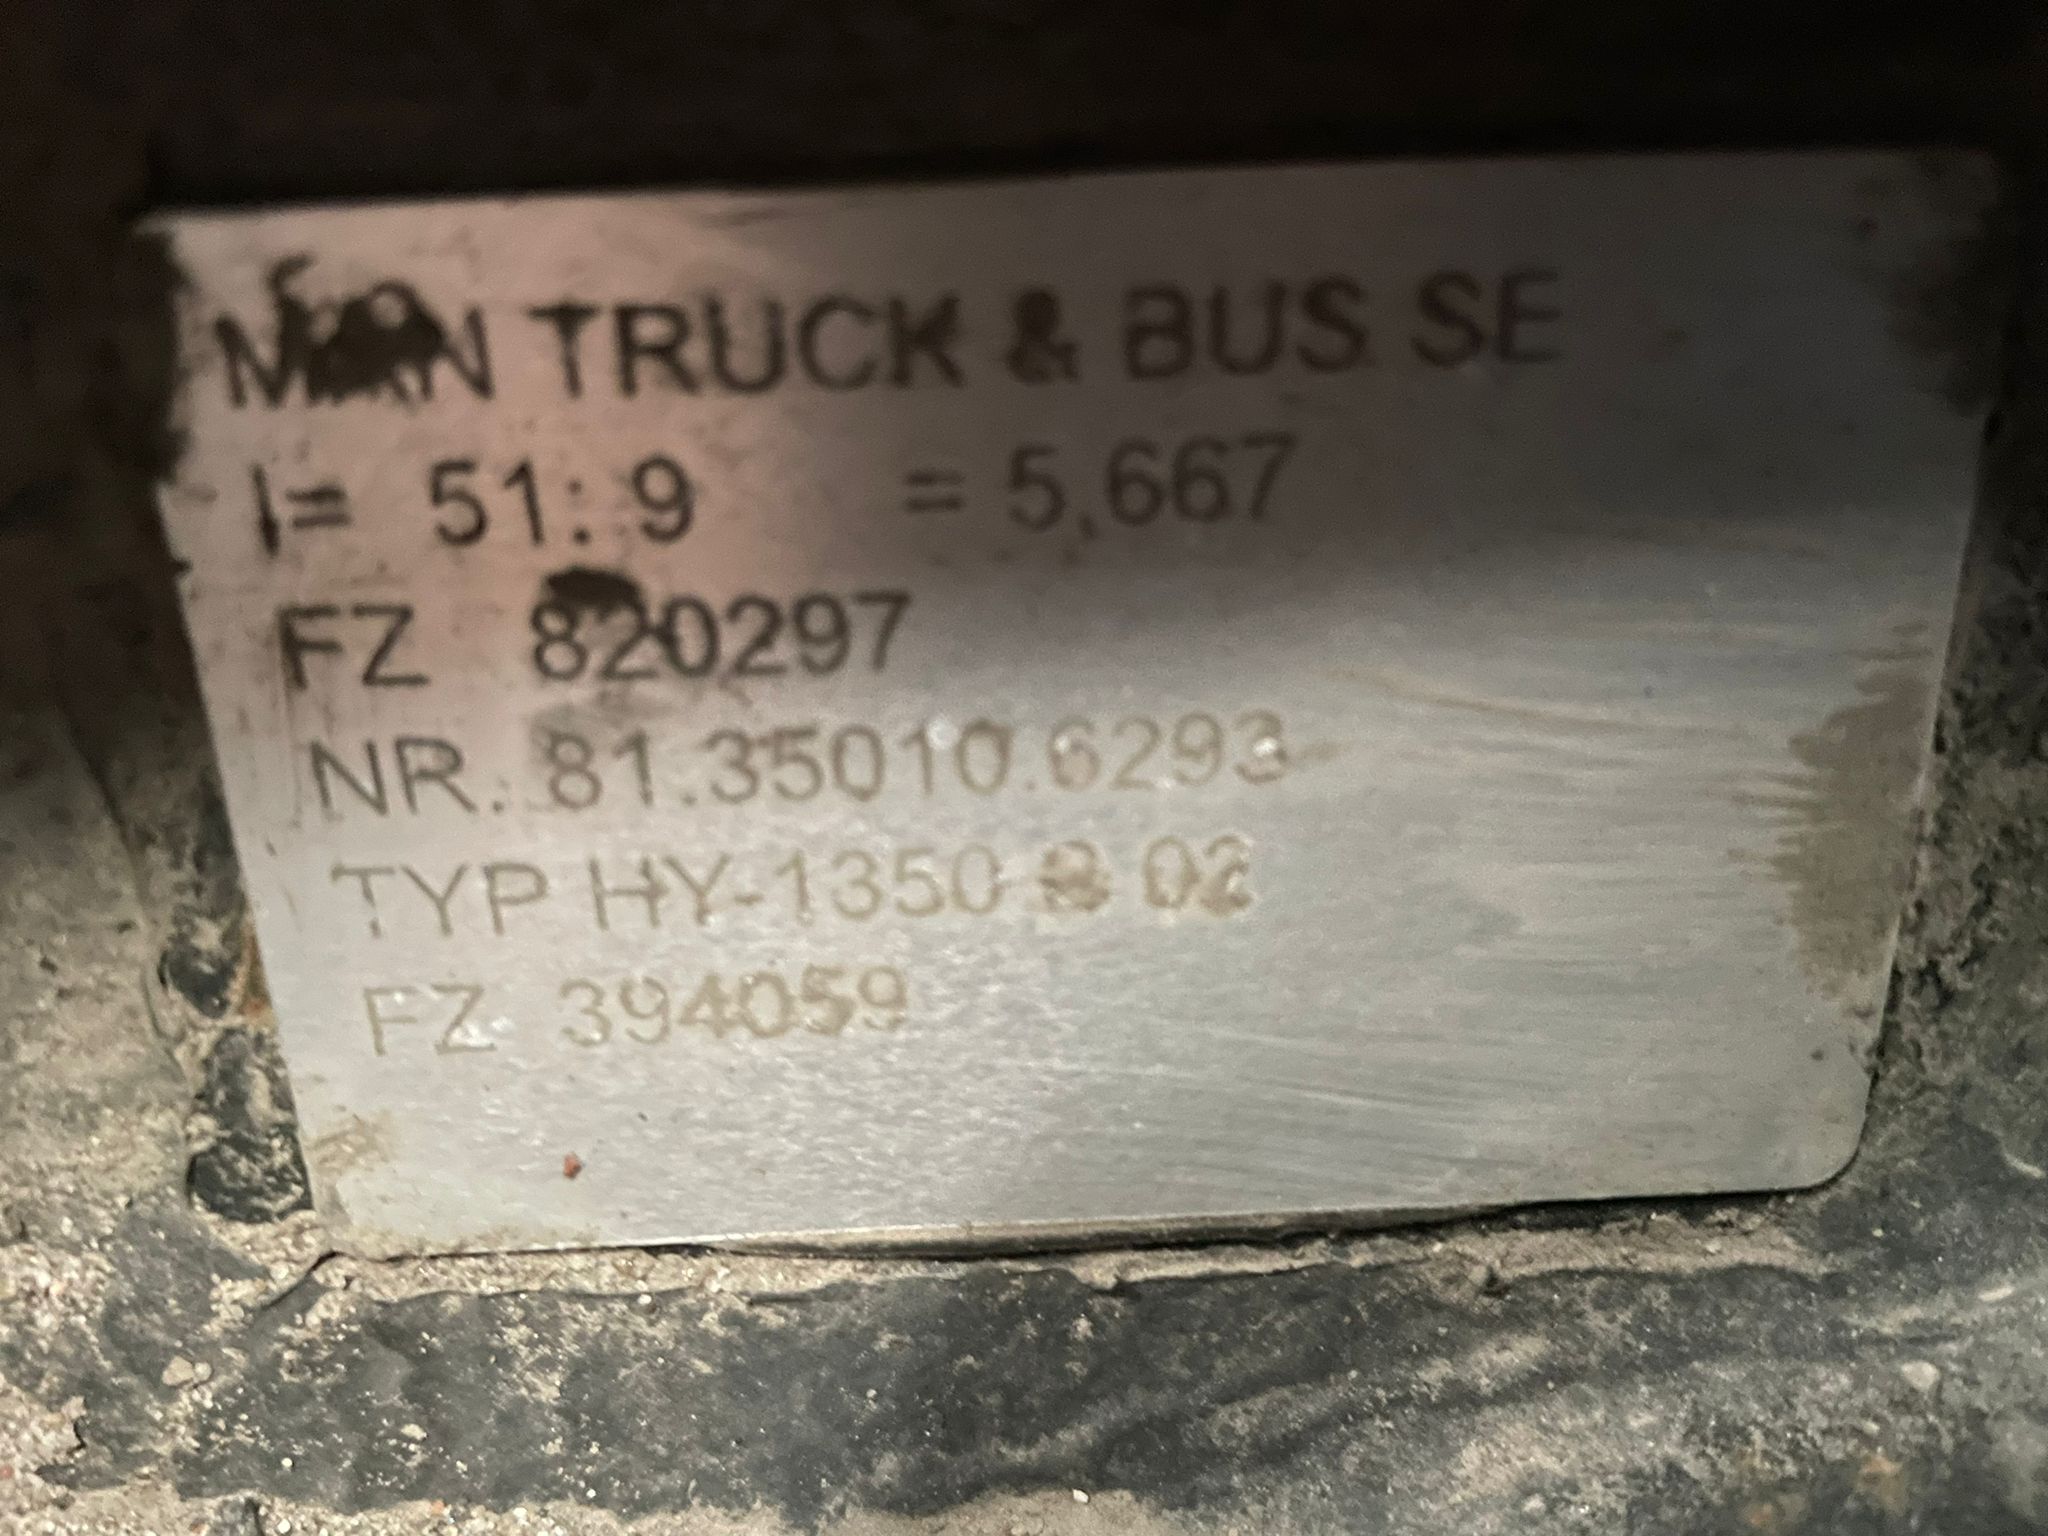 MAN TRUCK & BUS SE
I= 51: 9 = 5,667
FZ 820297
NR. 81.35010.6293
TYP HY-1350 02
FZ 394059